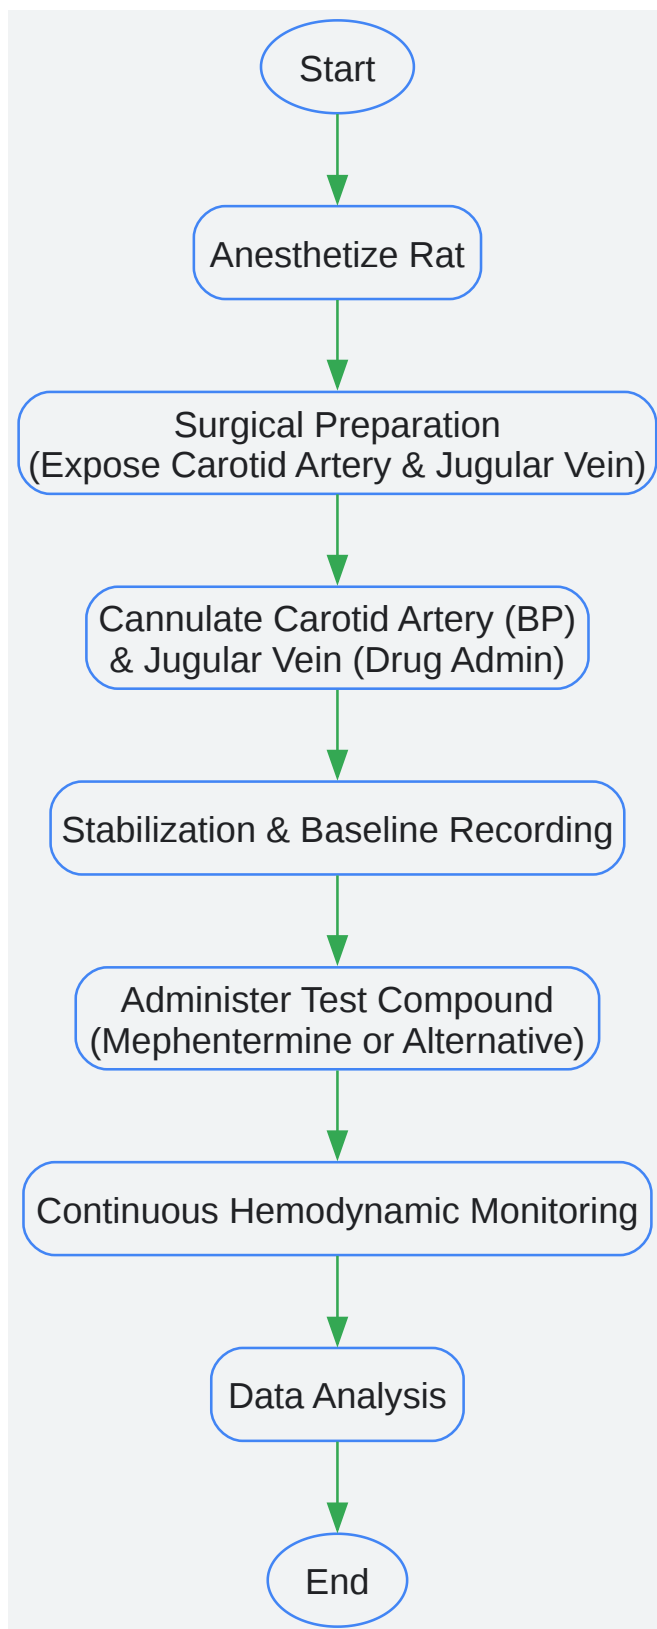 Start
Anesthetize Rat
Surgical Preparation
(Expose Carotid Artery & Jugular Vein)
Cannulate Carotid Artery (BP)
& Jugular Vein (Drug Admin)
Stabilization & Baseline Recording
Administer Test Compound
(Mephentermine or Alternative)
Continuous Hemodynamic Monitoring
Data Analysis
End